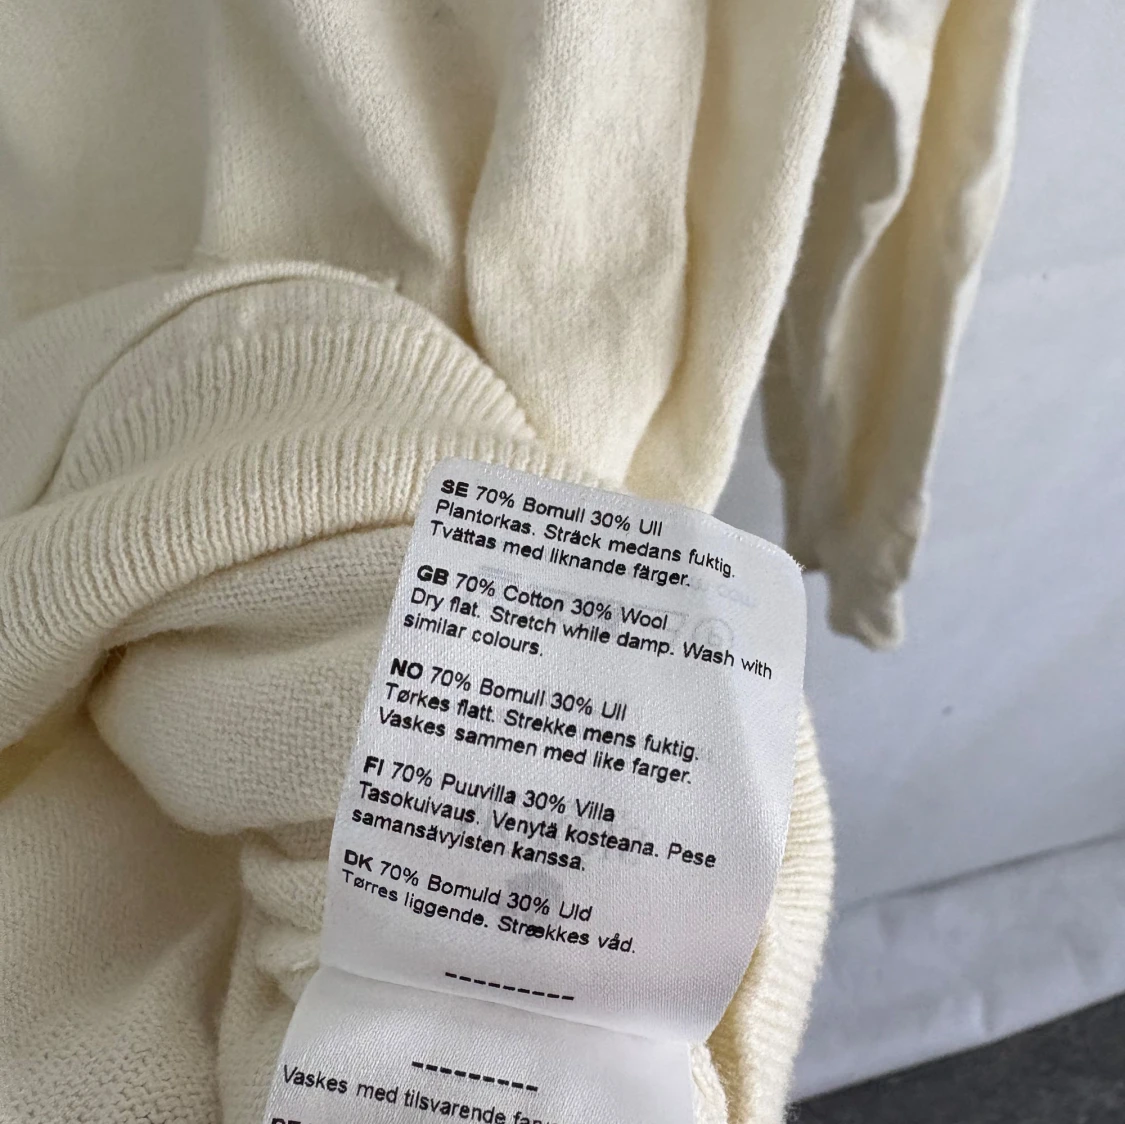 SE 70% Bomull 30% Ull
Plantorkas. Sträck medans fuktig.
Tvättas med liknande färger.
GB 70% Cotton 30% Wool
Dry flat. Stretch while damp. Wash with
similar colours.
NO 70% Bomull 30% Ull
Tørkes flatt. Strekke mens fuktig.
Vaskes sammen med like farger.
FI 70% Puuvilla 30% Villa
Tasokuivaus. Venytä kosteana. Pese
samansävyisten kanssa.
DK 70% Bomuld 30% Uld
Tørres liggende. Strækkes våd.
---------
---------
Vaskes med tilsvarende